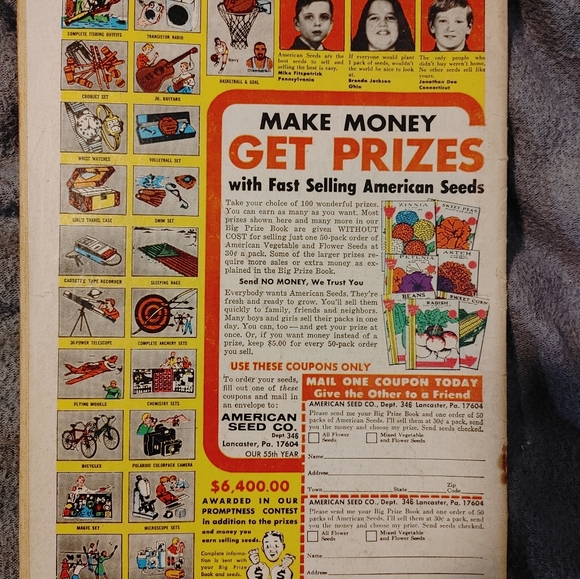 COMPLETE FISHING OUTFITS
TRANSISTOR RADIO
BASKETBALL & GOAL
CROQUET SET
JR. GUITARS
WRIST WATCHES
VOLLEYBALL SET
GIRL'S TRAVEL CASE
SWIM SET
CASSETTE TAPE RECORDER
SLEEPING BAGS
30-POWER TELESCOPE
COMPLETE ARCHERY SETS
FLYING MODELS
CHEMISTRY SETS
BICYCLES
POLAROID COLORPACK CAMERA
MAGIC SET
MICROSCOPE SETS
American Seeds are the
best seeds to sell and
selling the best is easy.
Mike Fitzpatrick
Pennsylvania
If everyone would plant
1 pack of seeds, wouldn't
the world be nice to look
at.
Brenda Jackson
Ohio
The only people who
didn't buy weren't home.
No other seeds sell like
yours.
Jonathan Dee
Connecticut
MAKE MONEY
GET PRIZES
with Fast Selling American Seeds
Take your choice of 100 wonderful prizes.
You can earn as many as you want. Most
prizes shown here and many more in our
Big Prize Book are given WITHOUT
COST for selling just one 50-pack order of
American Vegetable and Flower Seeds at
30¢ a pack. Some of the larger prizes re-
quire more sales or extra money as ex-
plained in the Big Prize Book.
Send NO MONEY, We Trust You
Everybody wants American Seeds. They're
fresh and ready to grow. You'll sell them
quickly to family, friends and neighbors.
Many boys and girls sell their packs in one
day. You can, too — and get your prize at
once. Or, if you want money instead of a
prize, keep $5.00 for every 50-pack order
you sell.
ZINNIA
SWEET PEAS
PETUNIA
ASTER
BEANS
RADISH
SWEET CORN
USE THESE COUPONS ONLY
To order your seeds,
fill out one of these
coupons and mail in
an envelope to:
AMERICAN
SEED CO.
Dept. 346
Lancaster, Pa. 17604
OUR 55th YEAR
$6,400.00
AWARDED IN OUR
PROMPTNESS CONTEST
in addition to the prizes
and money you
earn selling seeds.
Complete informa-
tion is sent with
your Big Prize
Book and seeds.
$ $
MAIL ONE COUPON TODAY
Give the Other to a Friend
AMERICAN SEED CO., Dept. 346 Lancaster, Pa. 17604
Please send me your Big Prize Book and one order of 50
packs of American Seeds. I'll sell them at 30¢ a pack, send
you the money and choose my prize. Send seeds checked.
All Flower
Seeds
Mixed Vegetable
and Flower Seeds
Name
Address
Town State Zip
Code
AMERICAN SEED CO., Dept. 346 Lancaster, Pa. 17604
Please send me your Big Prize Book and one order of 50
packs of American Seeds. I'll sell them at 30¢ a pack, send
you the money and choose my prize. Send seeds checked.
All Flower
Seeds
Mixed Vegetable
and Flower Seeds
Name
Address